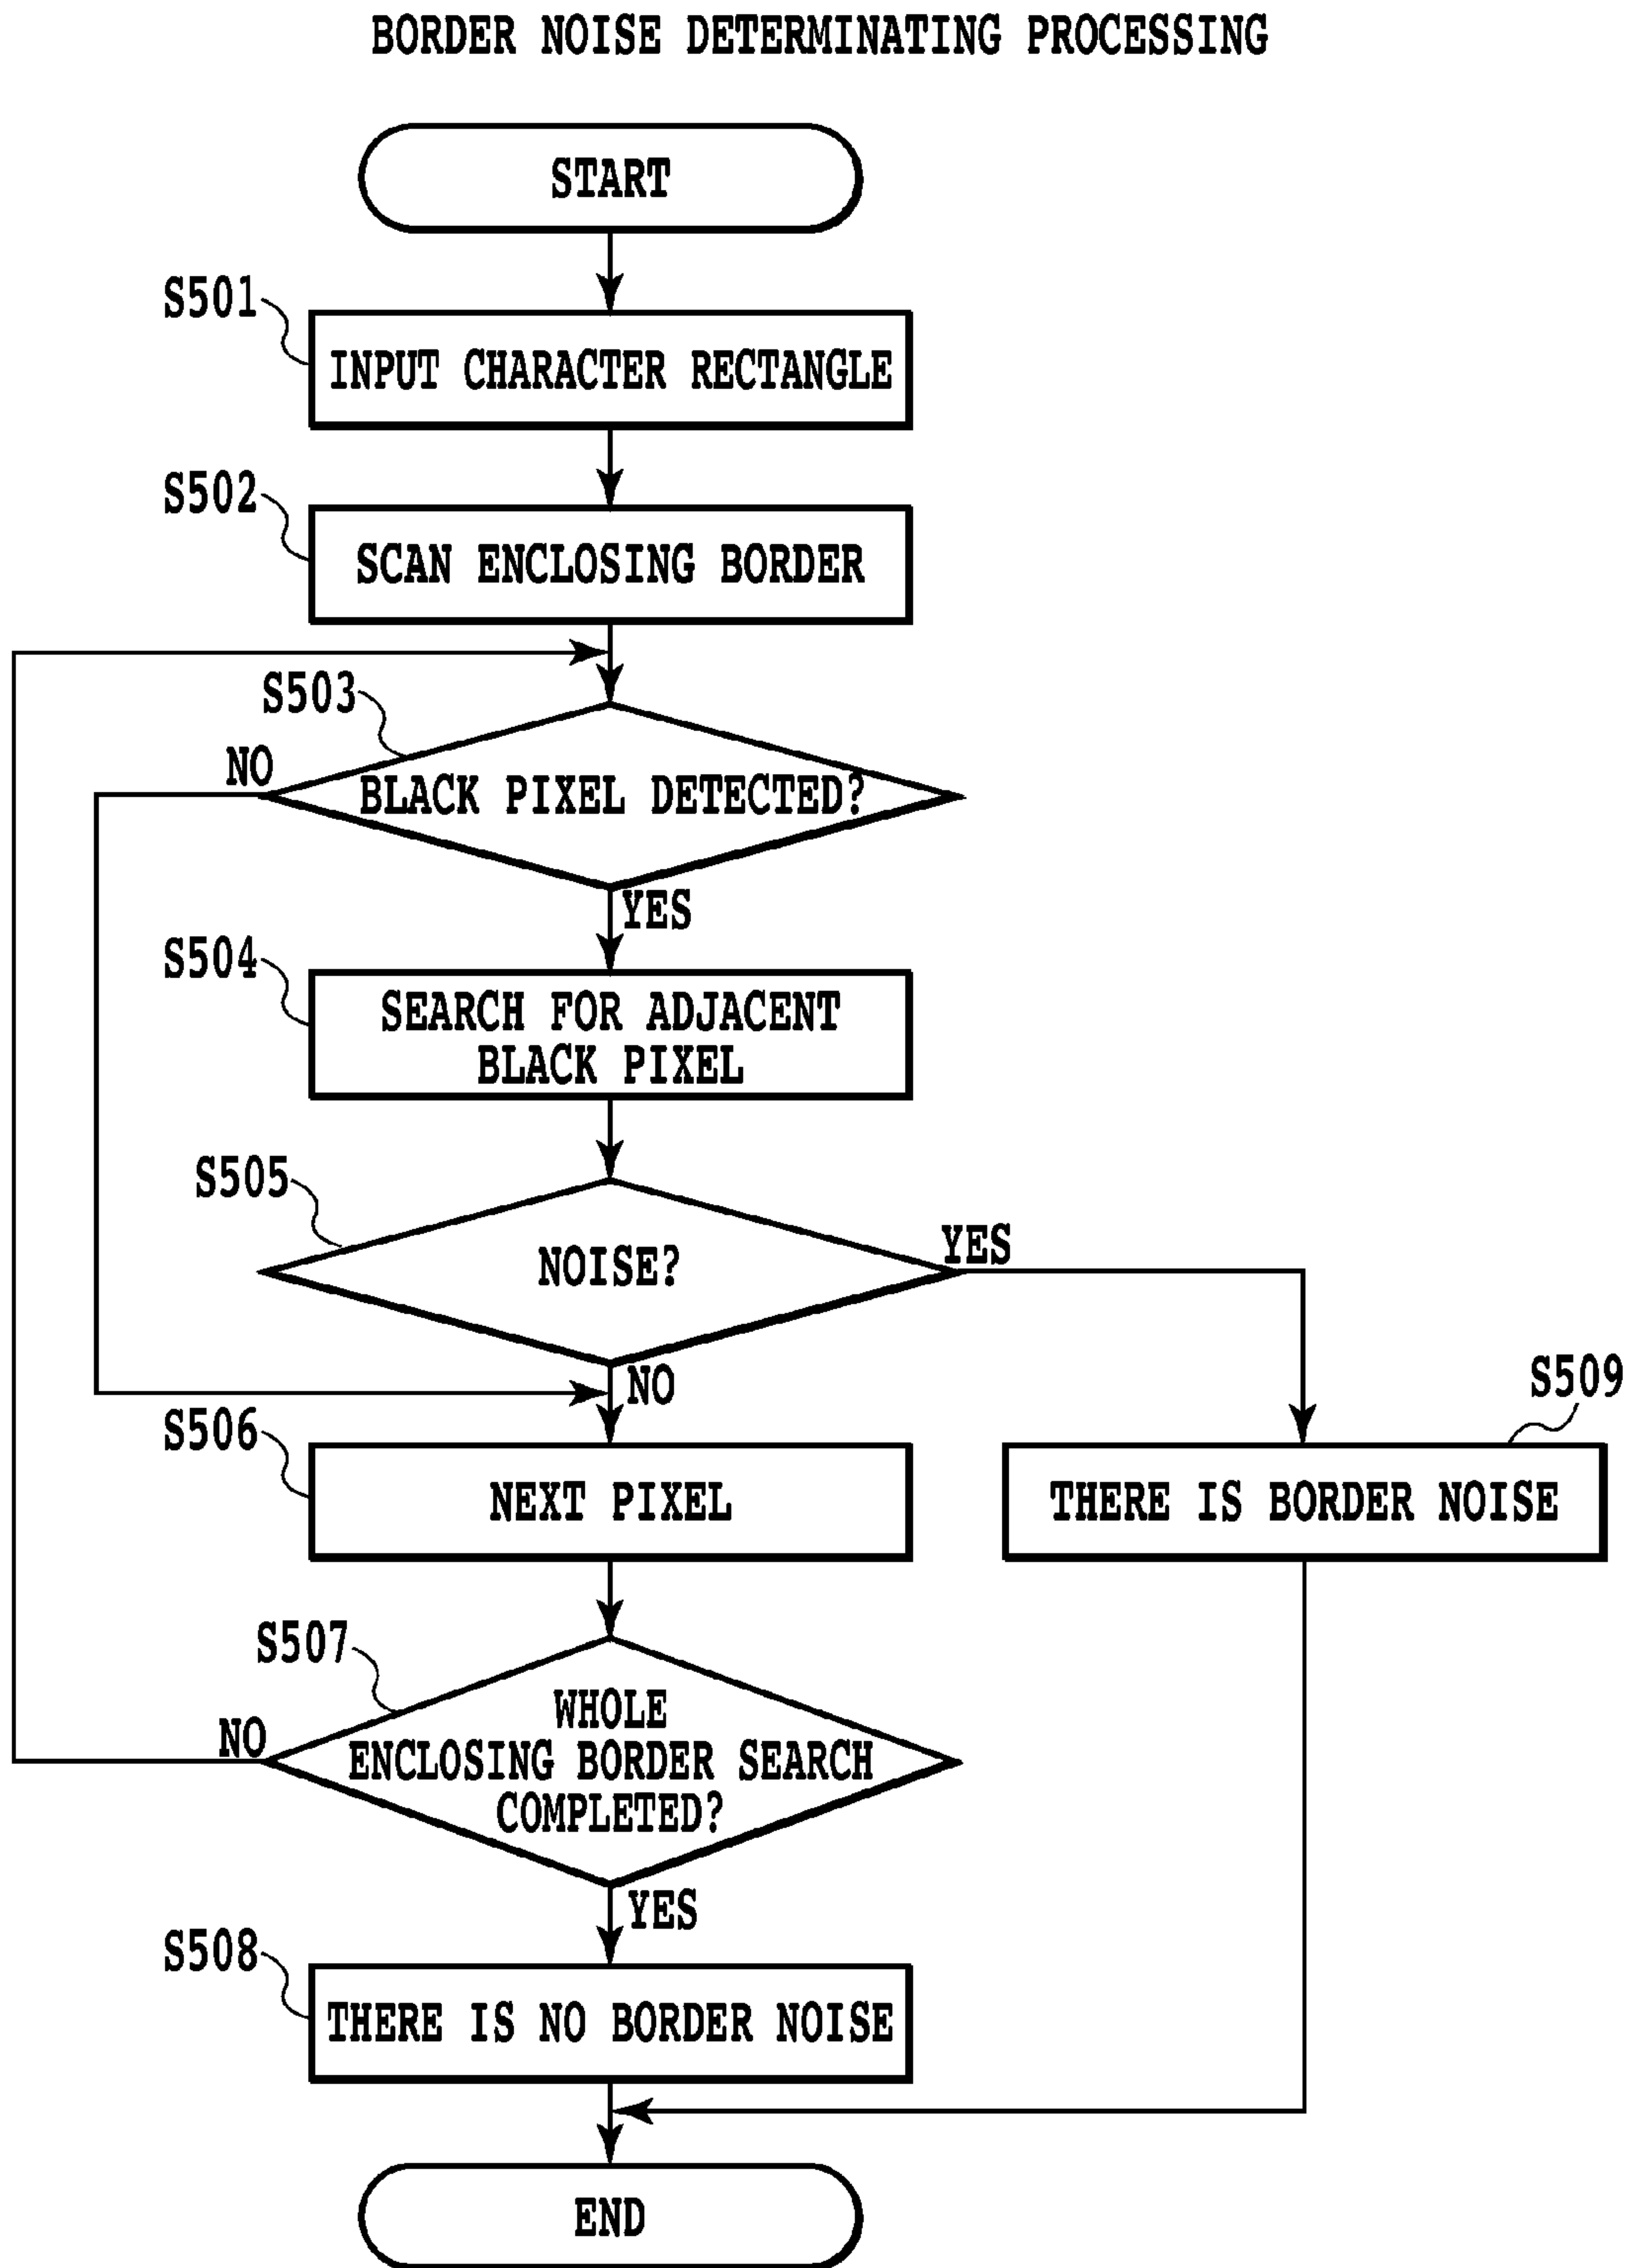 BORDER NOISE DETERMINATING PROCESSING
START
S501
INPUT CHARACTER RECTANGLE
S502
SCAN ENCLOSING BORDER
S503
NO
BLACK PIXEL DETECTED?
YES
S504
SEARCH FOR ADJACENT
BLACK PIXEL
S505
NOISE?
YES
NO
S509
S506
NEXT PIXEL
THERE IS BORDER NOISE
S507
NO
WHOLE
ENCLOSING BORDER SEARCH
COMPLETED?
YES
S508
THERE IS NO BORDER NOISE
END